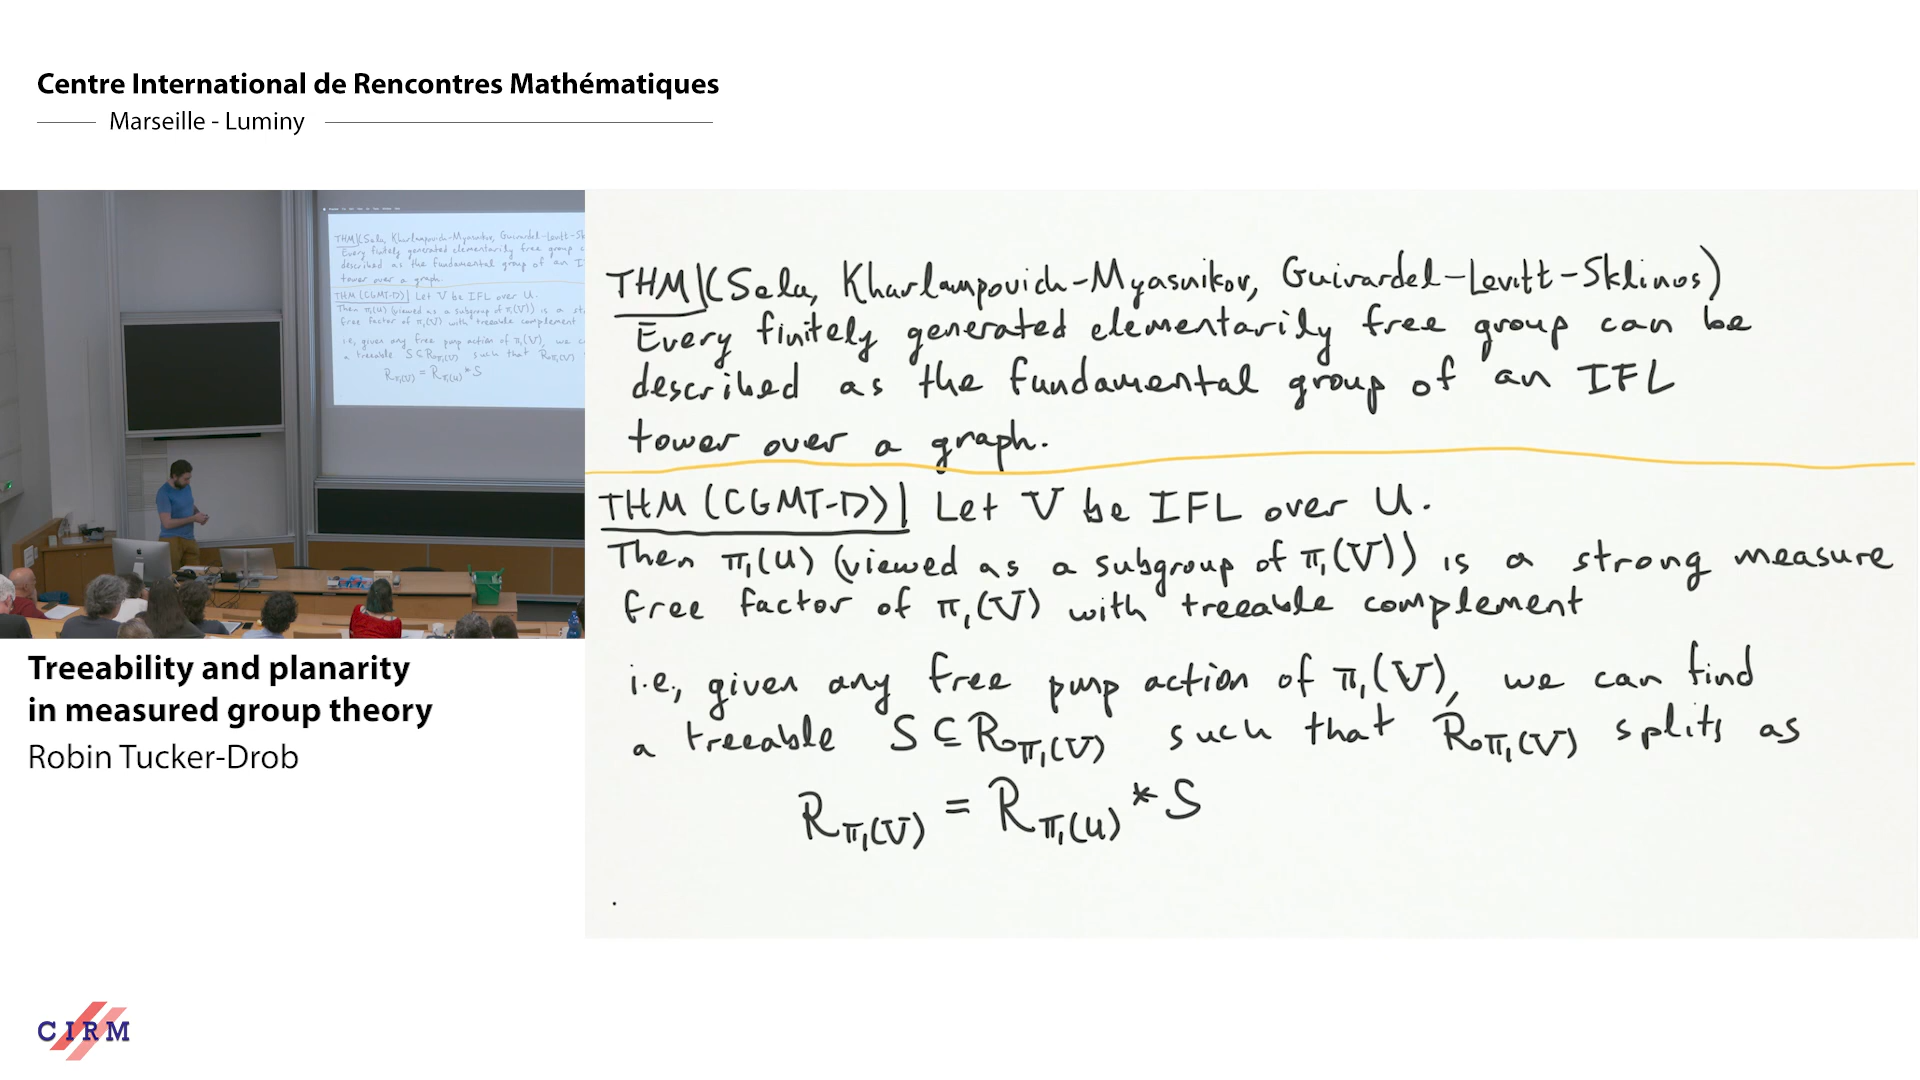 Centre International de Rencontres Mathématiques
Marseille - Luminy
THM (Sela, Kharlampovich-Myasnikov, Guirardel-Levitt-Sklinos)
Every finitely generated elementarily free group can be
described as the fundamental group of an IFL
tower over a graph.
THM (CGMT-D) Let V be IFL over U.
Then π₁(U) (viewed as a subgroup of π₁(V)) is a strong measure
free factor of π₁(V) with treeable complement
i.e., given any free pmp action of π₁(V), we can find
a treeable S ⊆ R_{π₁(V)} such that R_{π₁(V)} splits as
R_{π₁(V)} = R_{π₁(U)} * S
Treeability and planarity
in measured group theory
Robin Tucker-Drob
CIRM